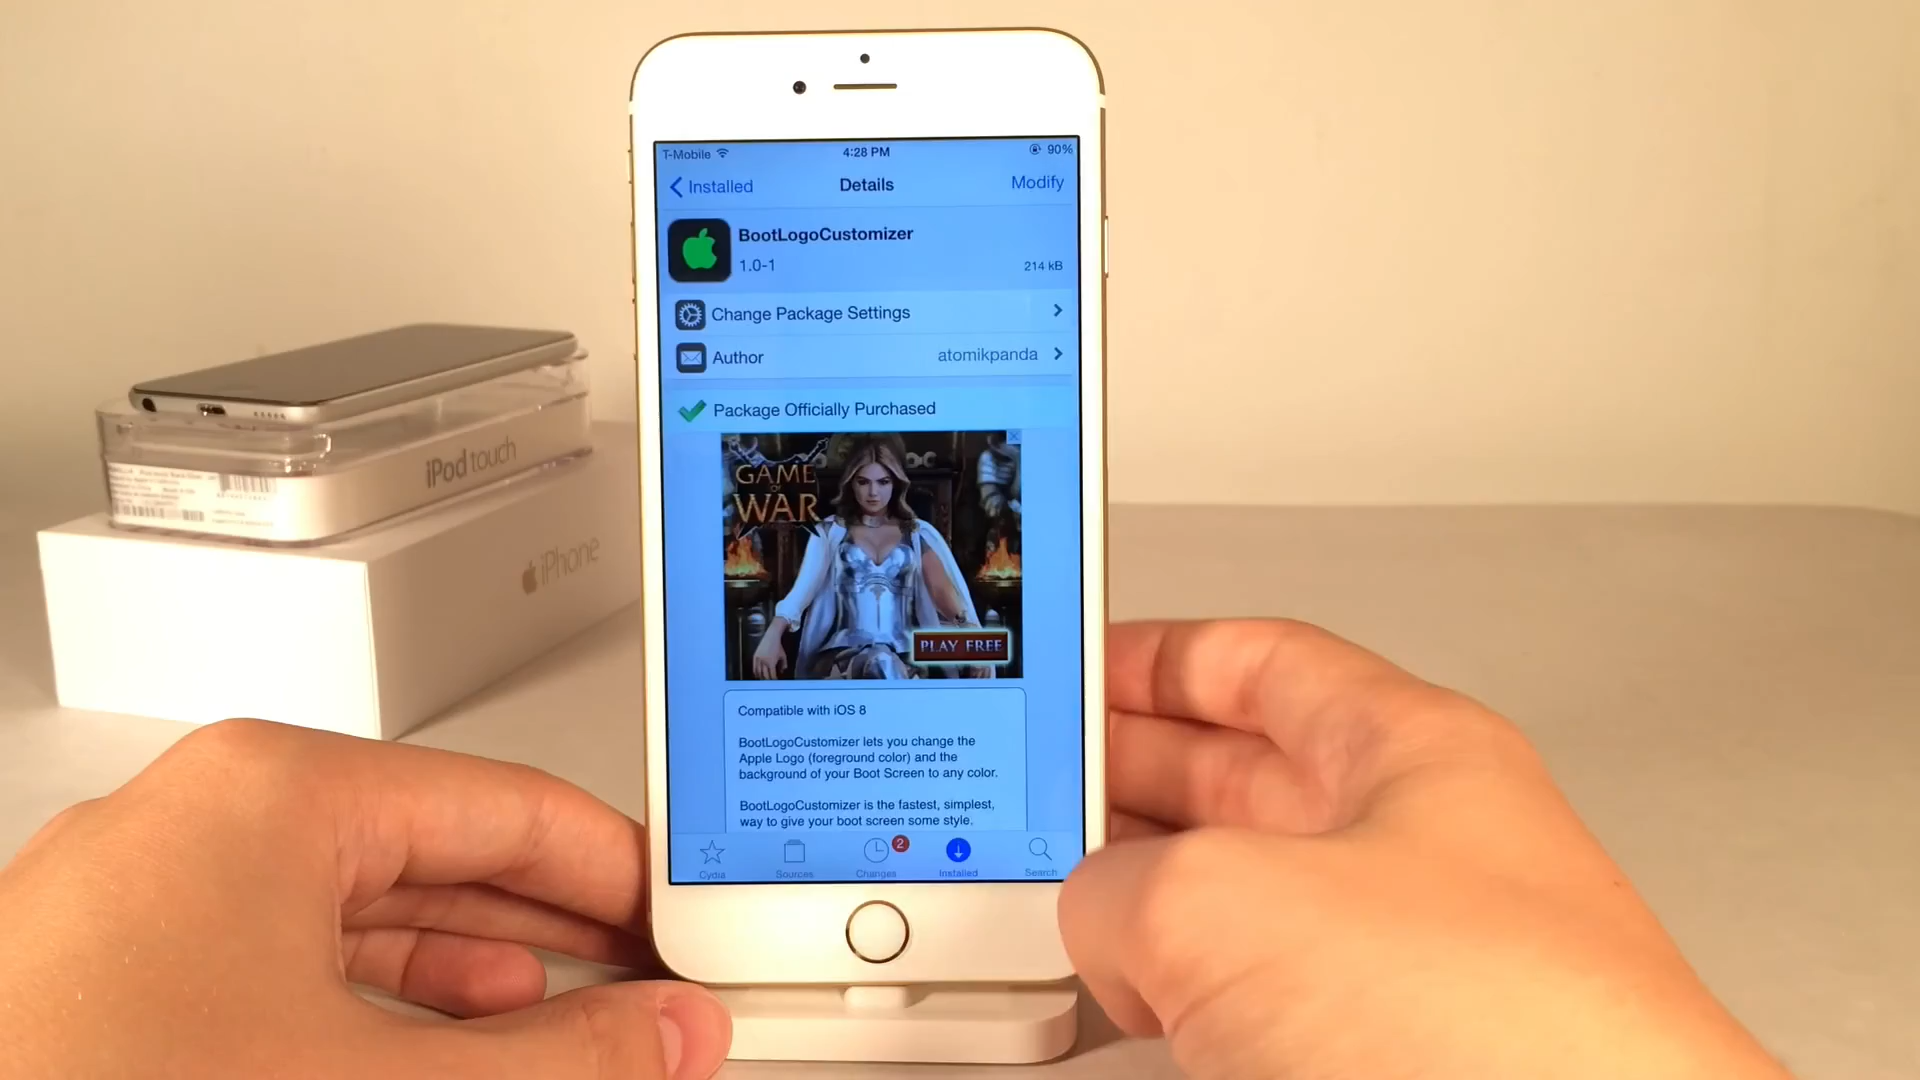 T-Mobile
4:28 PM
90%
Installed
Details
Modify
BootLogoCustomizer
1.0-1
214 kB
Change Package Settings
Author
atomikpanda
Package Officially Purchased
GAME
OF
WAR
PLAY FREE
Compatible with iOS 8
BootLogoCustomizer lets you change the
Apple Logo (foreground color) and the
background of your Boot Screen to any color.
BootLogoCustomizer is the fastest, simplest,
way to give your boot screen some style.
Cydia
Sources
Changes
2
Installed
Search
iPod touch
iPhone